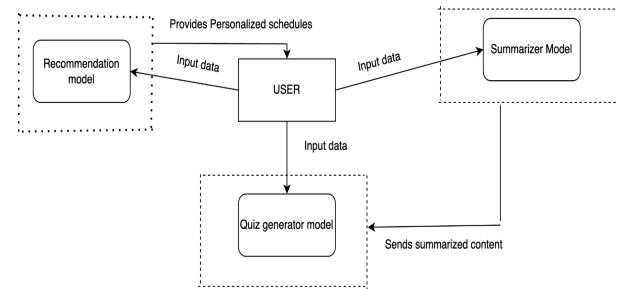 Provides Personalized schedules
Recommendation
model
Input data
USER
Input data
Summarizer Model
Input data
Quiz generator model
Sends summarized content